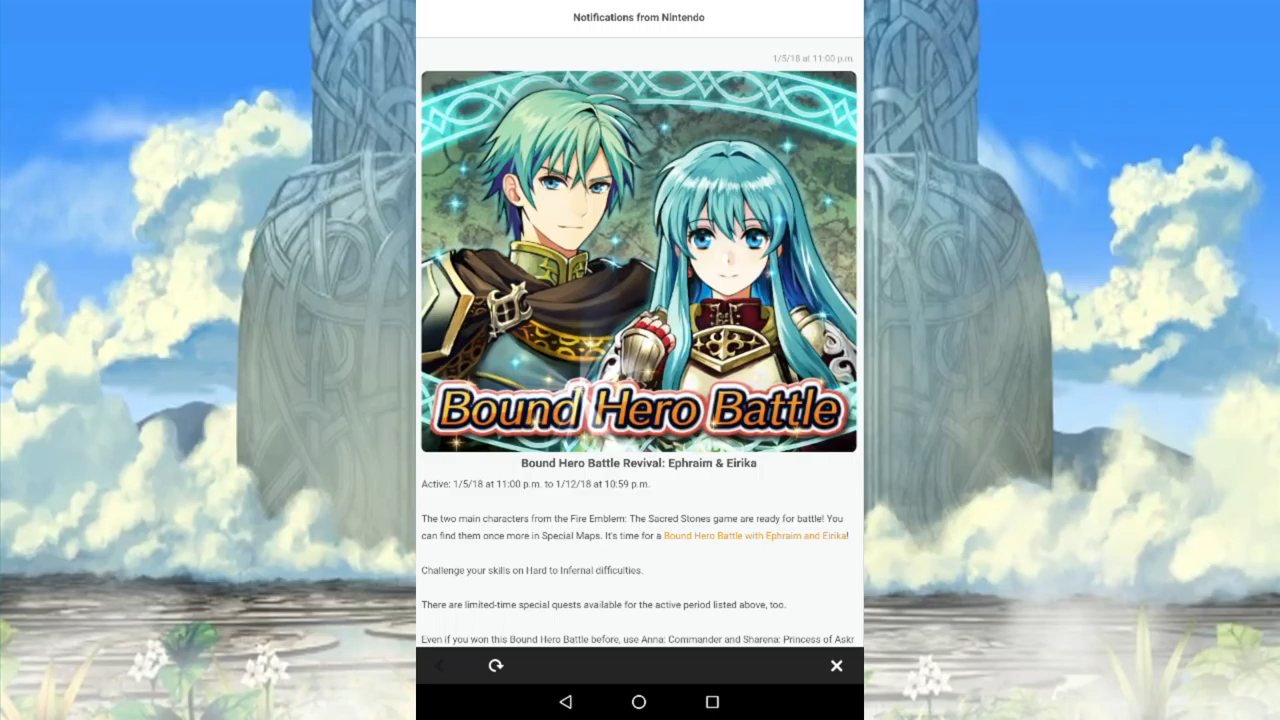 Notifications from Nintendo
1/5/18 at 11:00 p.m.
Bound Hero Battle
Bound Hero Battle Revival: Ephraim & Eirika
Active: 1/5/18 at 11:00 p.m. to 1/12/18 at 10:59 p.m.
The two main characters from the Fire Emblem: The Sacred Stones game are ready for battle! You
can find them once more in Special Maps. It's time for a Bound Hero Battle with Ephraim and Eirika!
Challenge your skills on Hard to Infernal difficulties.
There are limited-time special quests available for the active period listed above, too.
Even if you won this Bound Hero Battle before, use Anna: Commander and Sharena: Princess of Askr